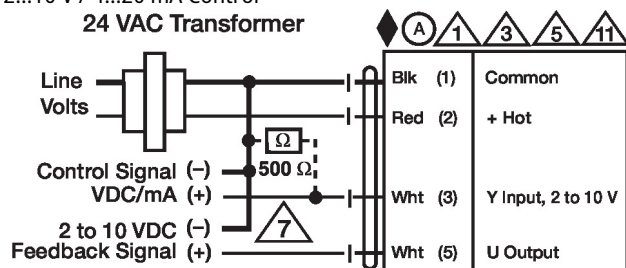 2...10 V / 4...20 mA Control
24 VAC Transformer
A 1 3 5 11
Line
Volts
Blk (1) Common
Red (2) + Hot
Ω
500 Ω
Control Signal (–)
VDC/mA (+)
Wht (3) Y Input, 2 to 10 V
7
2 to 10 VDC (–)
Feedback Signal (+)
Wht (5) U Output